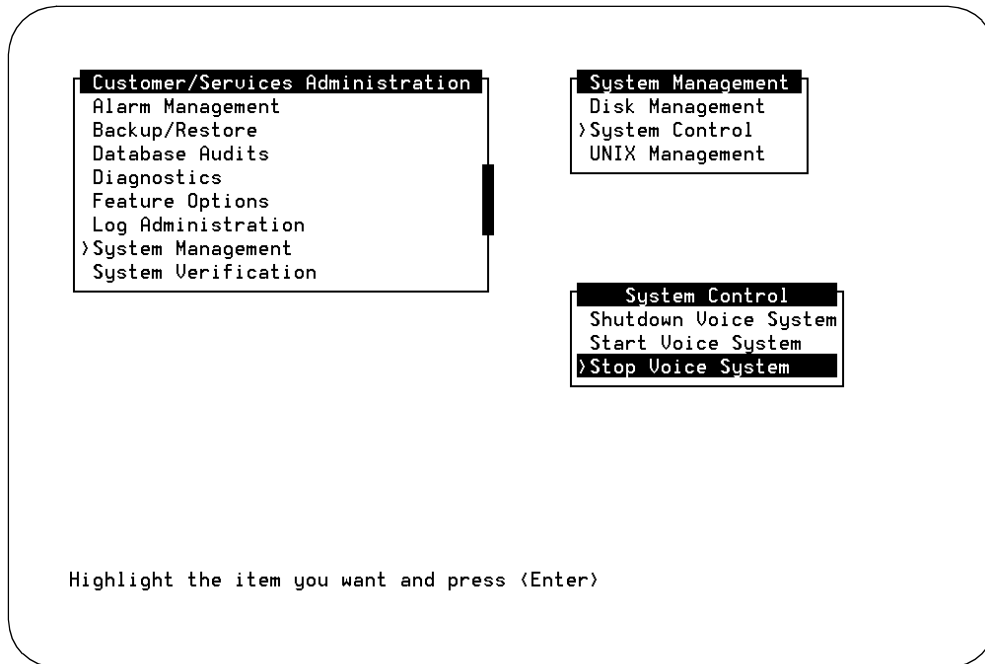 Customer/Services Administration
Alarm Management
Backup/Restore
Database Audits
Diagnostics
Feature Options
Log Administration
>System Management
System Verification
System Management
Disk Management
>System Control
UNIX Management
System Control
Shutdown Voice System
Start Voice System
>Stop Voice System
Highlight the item you want and press <Enter>